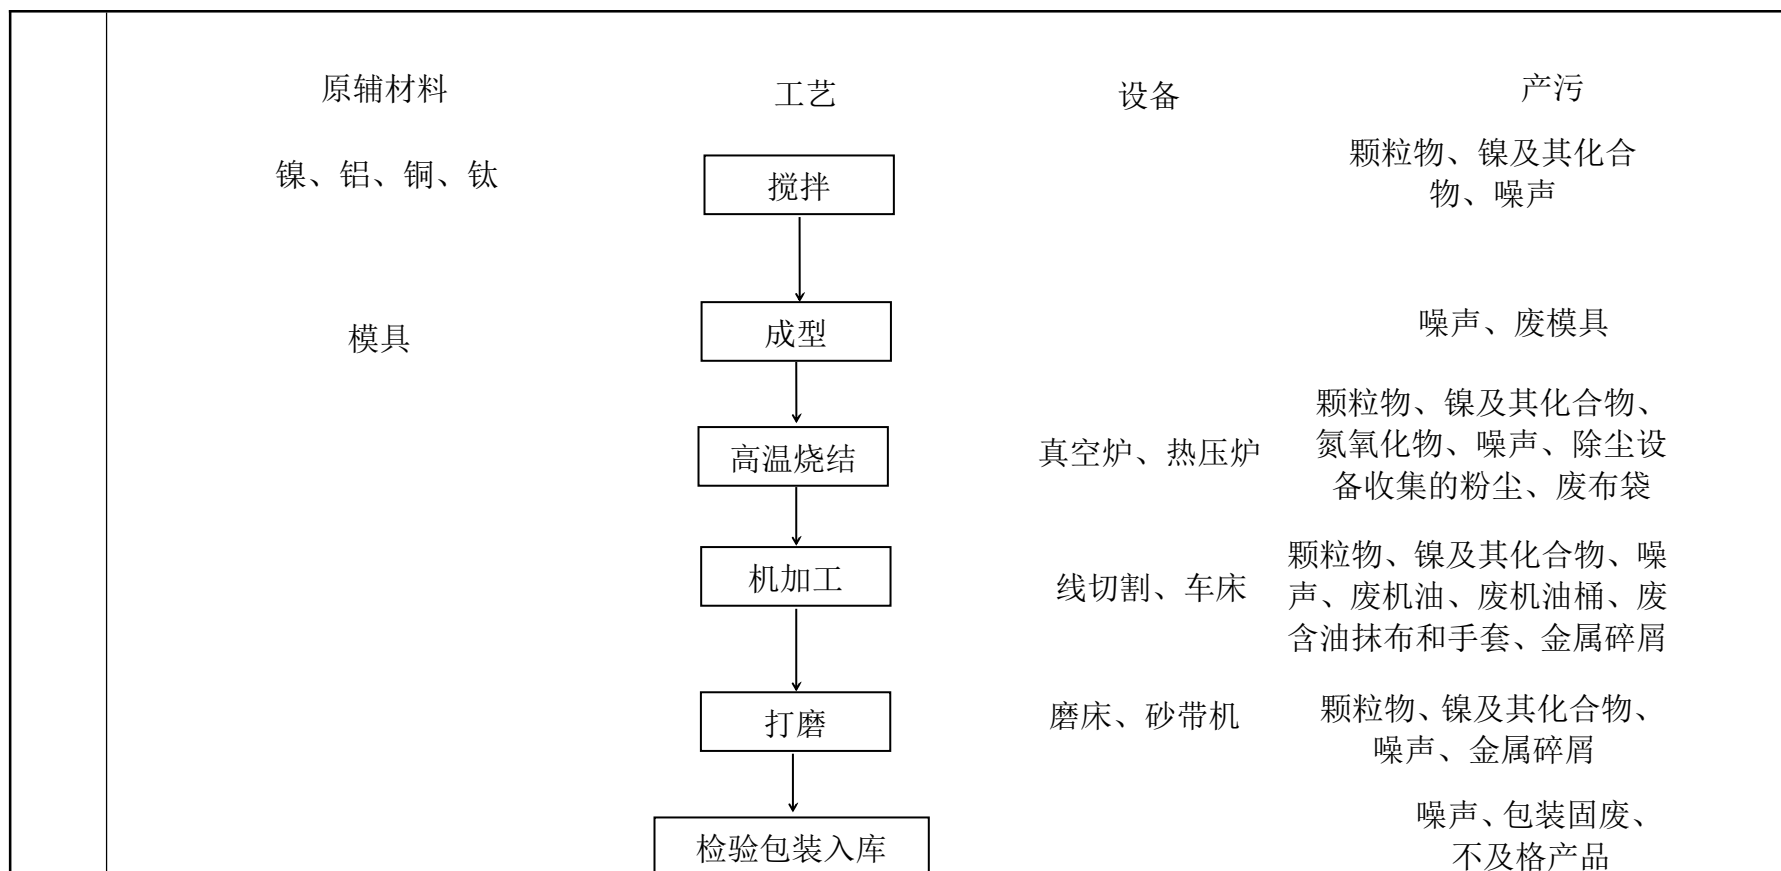 原辅材料
工艺
设备
产污
镍、铝、铜、钛
搅拌
颗粒物、镍及其化合
物、噪声
模具
成型
噪声、废模具
高温烧结
真空炉、热压炉
颗粒物、镍及其化合物、
氮氧化物、噪声、除尘设
备收集的粉尘、废布袋
机加工
线切割、车床
颗粒物、镍及其化合物、噪
声、废机油、废机油桶、废
含油抹布和手套、金属碎屑
打磨
磨床、砂带机
颗粒物、镍及其化合物、
噪声、金属碎屑
检验包装入库
噪声、包装固废、
不及格产品